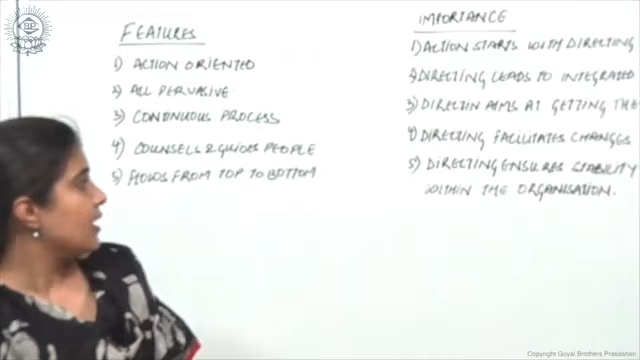 FEATURES
1) ACTION ORIENTED
2) ALL PERVASIVE
3) CONTINUOUS PROCESS
4) COUNSELS & GUIDES PEOPLE
5) FLOWS FROM TOP TO BOTTOM
IMPORTANCE
1) ACTION STARTS WITH DIRECTING
2) DIRECTING LEADS TO INTEGRATED
3) DIRECTIN AIMS AT GETTING THE
4) DIRECTING FACILITATES CHANGES
5) DIRECTING ENSURES STABILITY
WITHIN THE ORGANISATION.
Copyright Goyal Brothers Prakashan